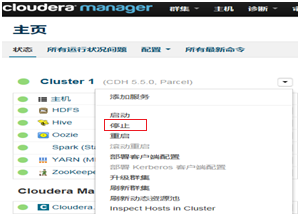 cloudera manager 群集 主机 诊断
主页
状态 所有运行状况问题 配置 所有最新命令
Cluster 1 (CDH 5.5.0, Parcel)
主机
HDFS
Hive
Oozie
Spark (Sta
YARN (M
ZooKeepe
Cloudera Ma
Cloudera
添加服务
启动
停止
重启
滚动重启
部署客户端配置
部署 Kerberos 客户端配置
升级群集
刷新群集
刷新动态资源池
Inspect Hosts in Cluster